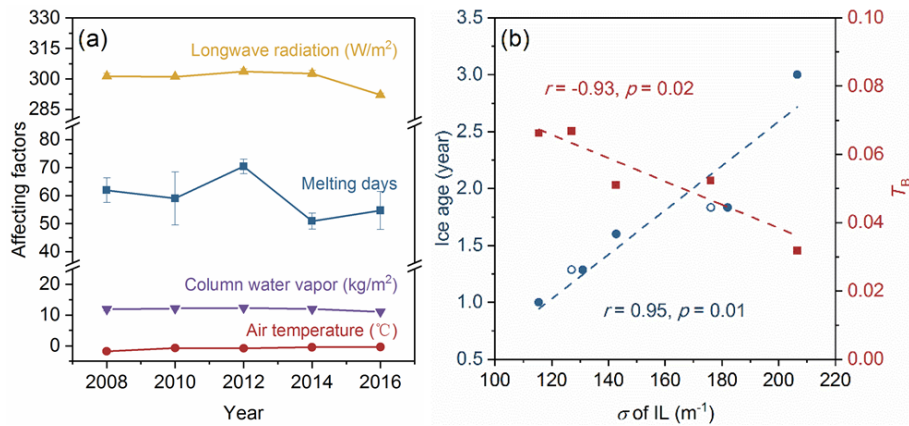 (a)
Longwave radiation (W/m²)
Melting days
Column water vapor (kg/m²)
Air temperature (℃)
Affecting factors
330
315
300
285
80
70
60
50
40
20
10
0
2008 2010 2012 2014 2016
Year
(b)
r = -0.93, p = 0.02
r = 0.95, p = 0.01
Ice age (year)
3.5
3.0
2.5
2.0
1.5
1.0
0.5
100 120 140 160 180 200 220
σ of IL (m⁻¹)
0.10
0.08
0.06
0.04
0.02
0.00
T_B